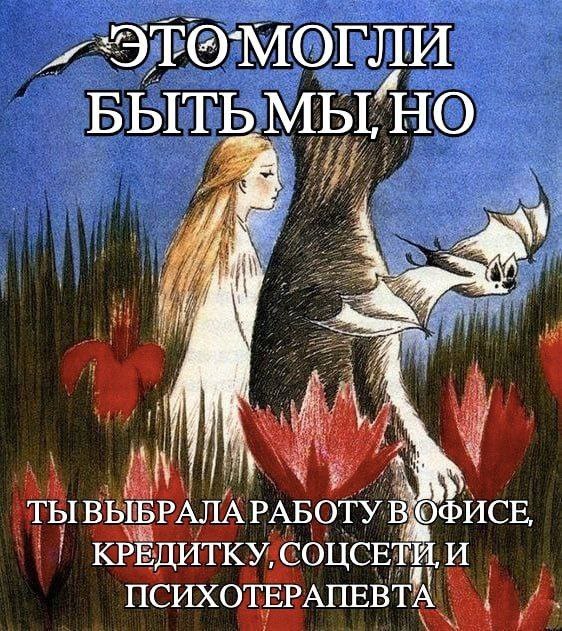 ЭТО МОГЛИ
БЫТЬ МЫ, НО
ТЫ ВЫБРАЛА РАБОТУ В ОФИСЕ,
КРЕДИТКУ, СОЦСЕТИ, И
ПСИХОТЕРАПЕВТА